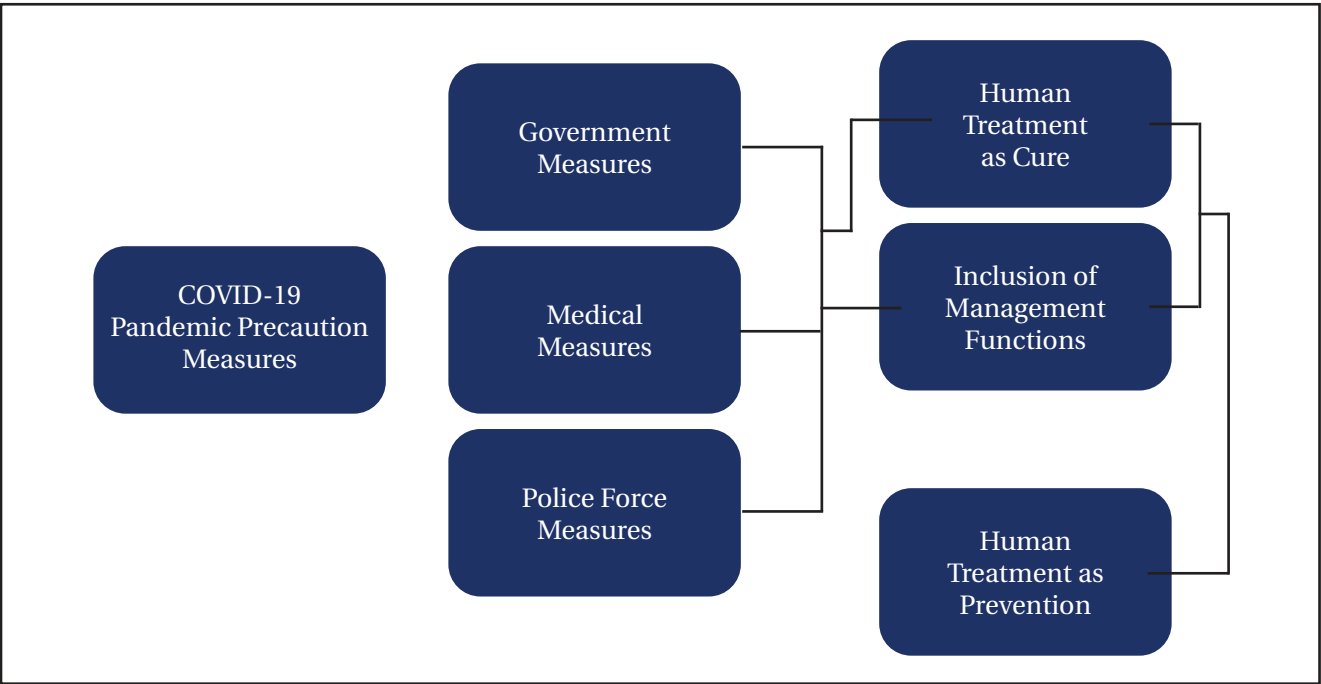 COVID-19
Pandemic Precaution
Measures
Government
Measures
Medical
Measures
Police Force
Measures
Human
Treatment
as Cure
Inclusion of
Management
Functions
Human
Treatment as
Prevention